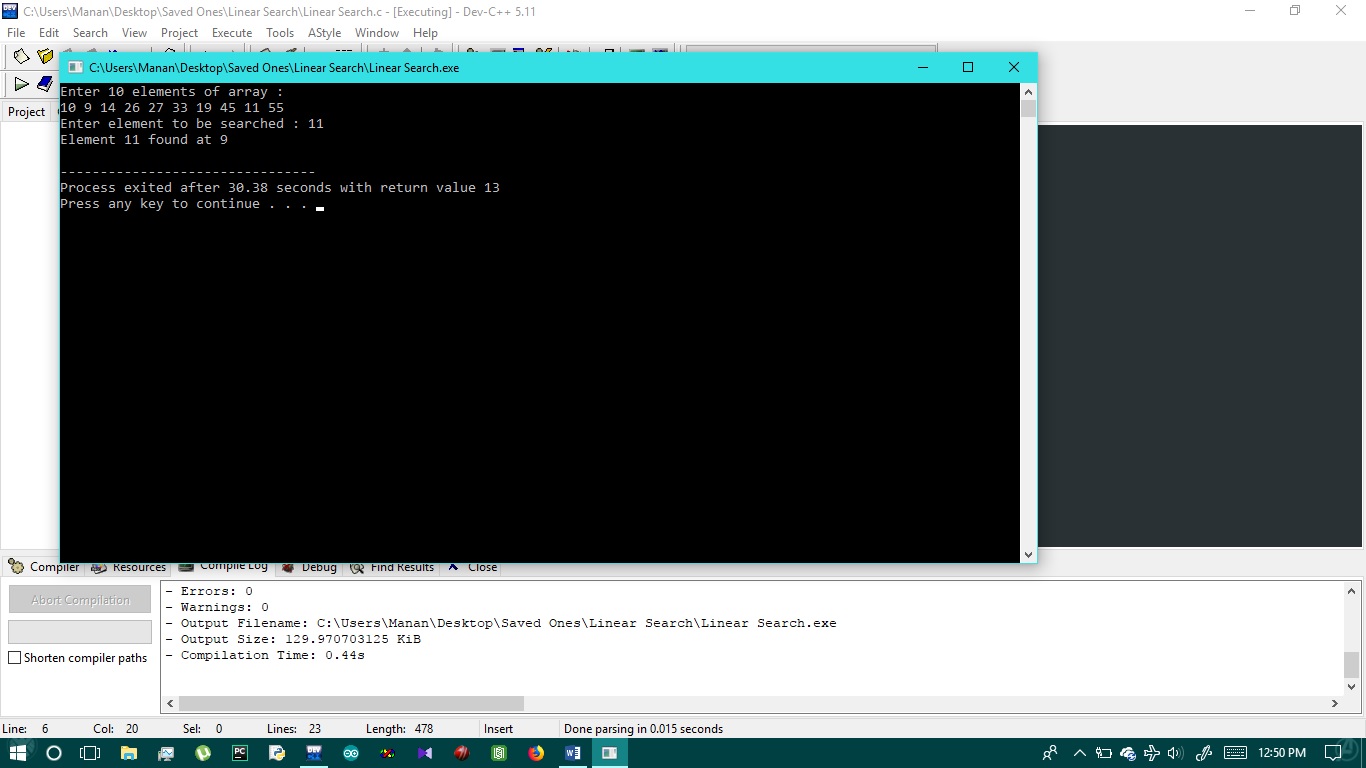 C:\Users\Manan\Desktop\Saved Ones\Linear Search\Linear Search.c - [Executing] - Dev-C++ 5.11
File Edit Search View Project Execute Tools AStyle Window Help
C:\Users\Manan\Desktop\Saved Ones\Linear Search\Linear Search.exe
Project
Enter 10 elements of array :
10 9 14 26 27 33 19 45 11 55
Enter element to be searched : 11
Element 11 found at 9
--------------------------------
Process exited after 30.38 seconds with return value 13
Press any key to continue . . .
Compiler Resources Compile Log Debug Find Results Close
Abort Compilation
Shorten compiler paths
- Errors: 0
- Warnings: 0
- Output Filename: C:\Users\Manan\Desktop\Saved Ones\Linear Search\Linear Search.exe
- Output Size: 129.970703125 KiB
- Compilation Time: 0.44s
Line: 6 Col: 20 Sel: 0 Lines: 23 Length: 478 Insert Done parsing in 0.015 seconds
12:50 PM